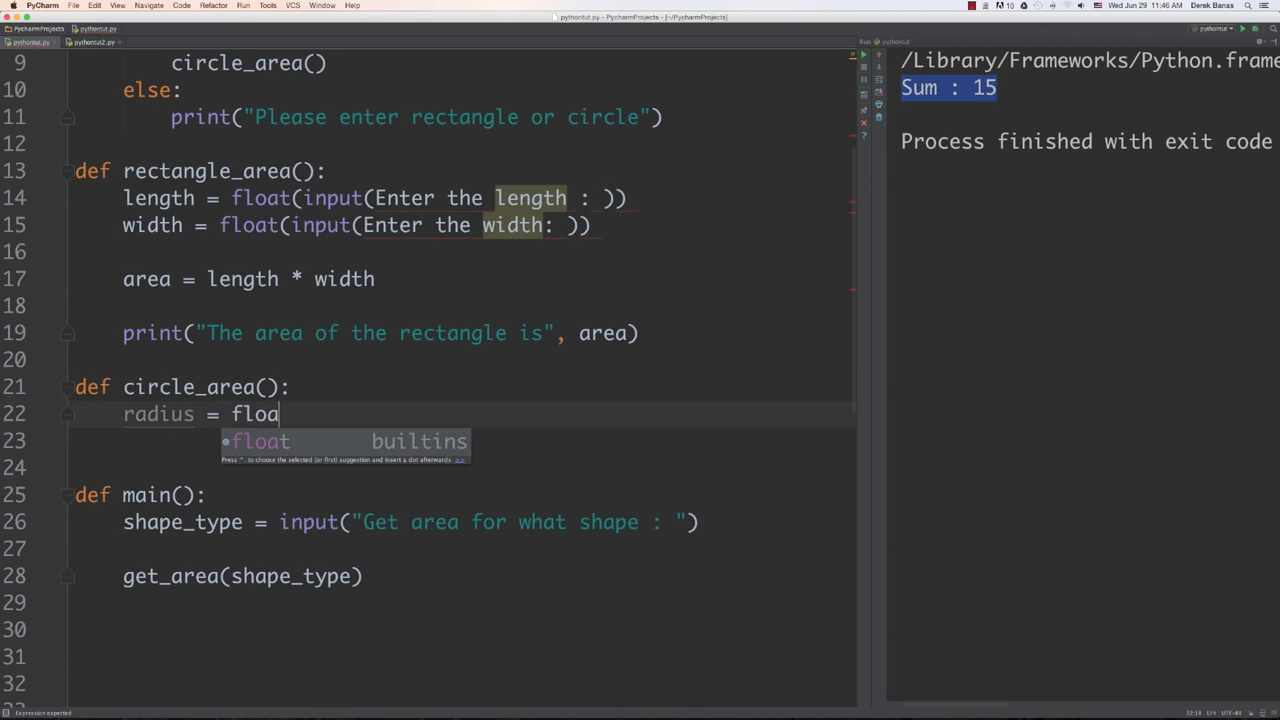 PyCharm File Edit View Navigate Code Refactor Run Tools VCS Window Help 10 Wed Jun 29 11:46 AM Derek Banas
pythontut.py - PycharmProjects - [~/PycharmProjects]
PycharmProjects pythontut.py pythontut
pythontut.py pythontut2.py Run: pythontut
9 circle_area()
10 else:
11 print("Please enter rectangle or circle")
12
13 def rectangle_area():
14 length = float(input(Enter the length : ))
15 width = float(input(Enter the width: ))
16
17 area = length * width
18
19 print("The area of the rectangle is", area)
20
21 def circle_area():
22 radius = floa
float builtins
23
Press ^. to choose the selected (or first) suggestion and insert a dot afterwards >>
24
25 def main():
26 shape_type = input("Get area for what shape : ")
27
28 get_area(shape_type)
29
30
31
32
33
/Library/Frameworks/Python.frame
Sum : 15
Process finished with exit code
Expression expected 22:18 LF÷ UTF-8÷